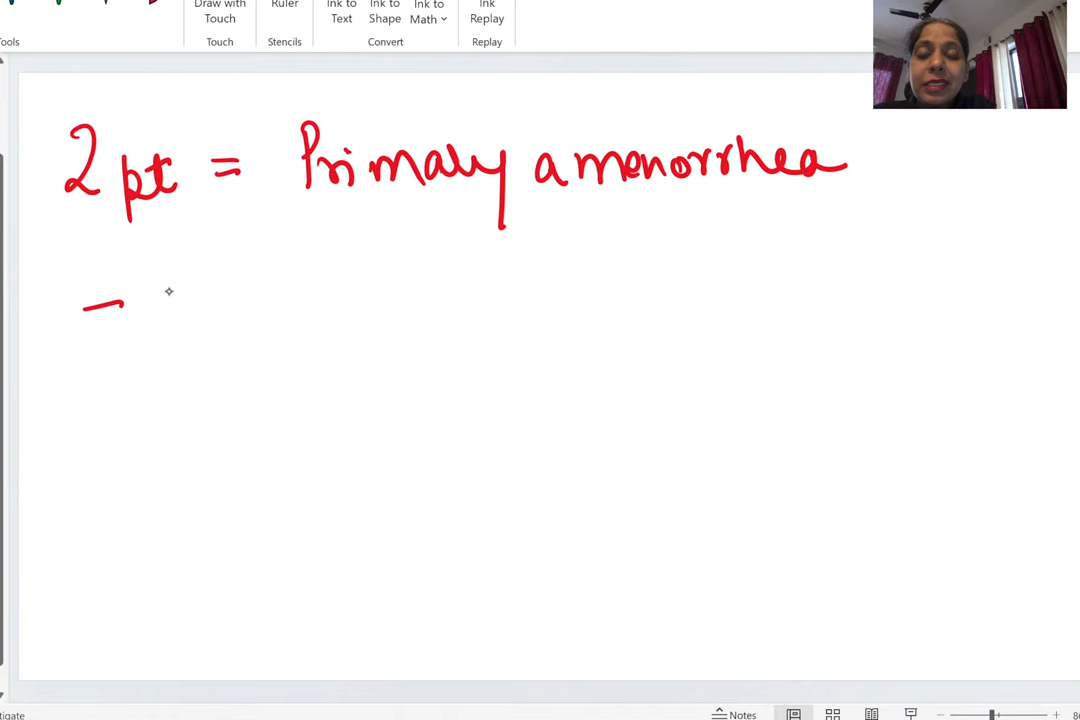 Draw with Touch
Ruler
Ink to Text
Ink to Shape
Ink to Math
Ink Replay
Touch
Stencils
Convert
Replay
2 pt = Primary amenorrhea
—
Notes